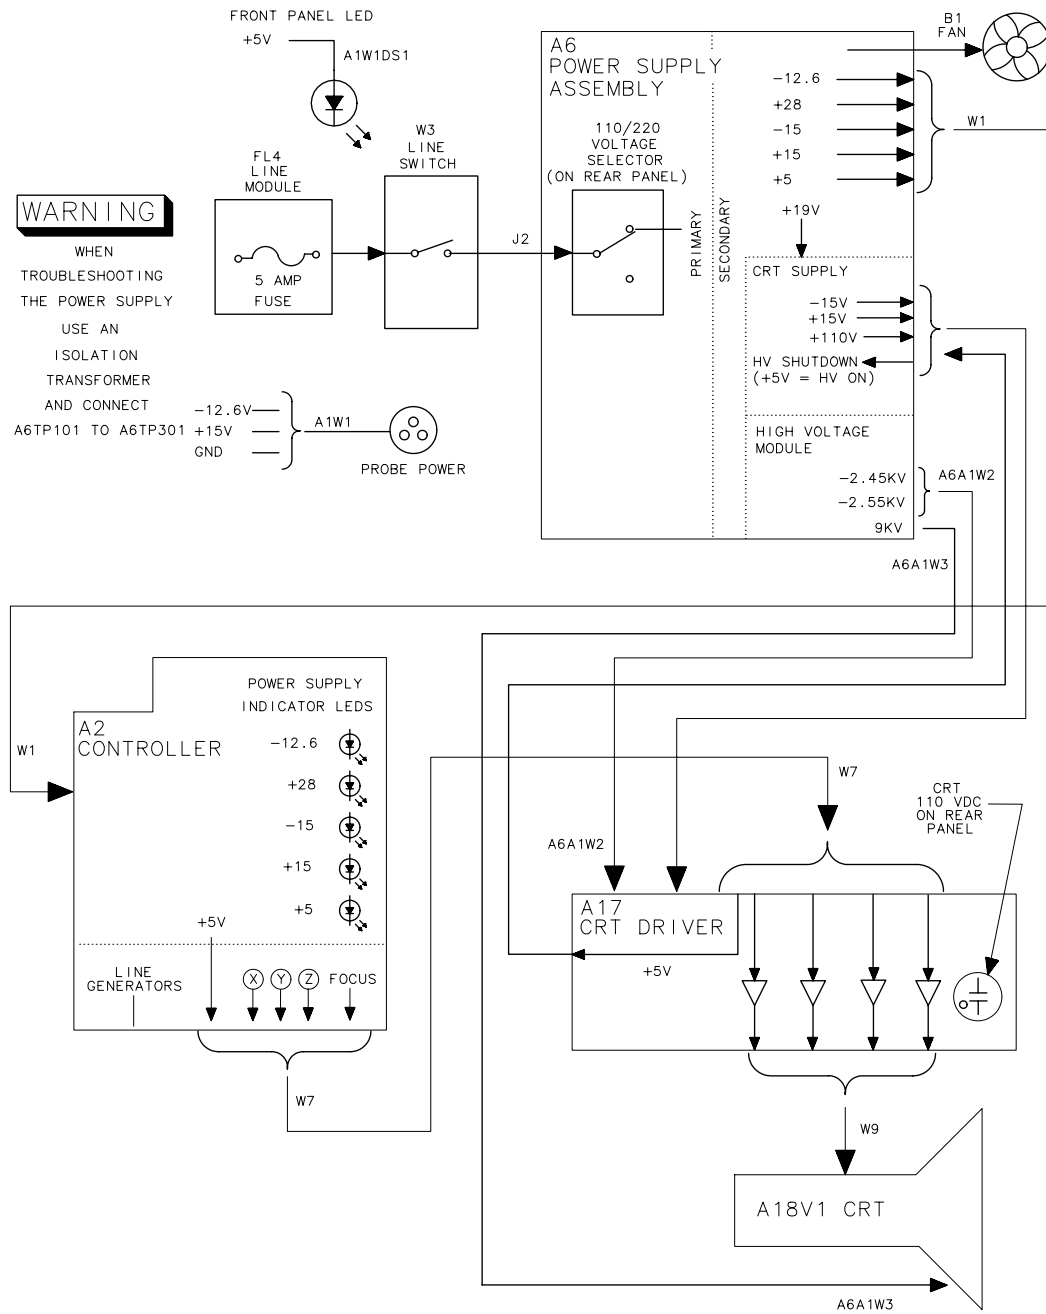 FRONT PANEL LED
+5V
A1W1DS1
FL4
LINE
MODULE
5 AMP
FUSE
W3
LINE
SWITCH
J2
WARNING
WHEN
TROUBLESHOOTING
THE POWER SUPPLY
USE AN
ISOLATION
TRANSFORMER
AND CONNECT
A6TP101 TO A6TP301
-12.6V
+15V
GND
A1W1
PROBE POWER
A6
POWER SUPPLY
ASSEMBLY
110/220
VOLTAGE
SELECTOR
(ON REAR PANEL)
PRIMARY
SECONDARY
B1
FAN
-12.6
+28
-15
+15
+5
W1
+19V
CRT SUPPLY
-15V
+15V
+110V
HV SHUTDOWN
(+5V = HV ON)
HIGH VOLTAGE
MODULE
-2.45KV
-2.55KV
9KV
A6A1W2
A6A1W3
W1
A2
CONTROLLER
POWER SUPPLY
INDICATOR LEDS
-12.6
+28
-15
+15
+5
+5V
LINE
GENERATORS
X
Y
Z
FOCUS
W7
W7
A6A1W2
CRT
110 VDC
ON REAR
PANEL
A17
CRT DRIVER
+5V
W9
A18V1 CRT
A6A1W3